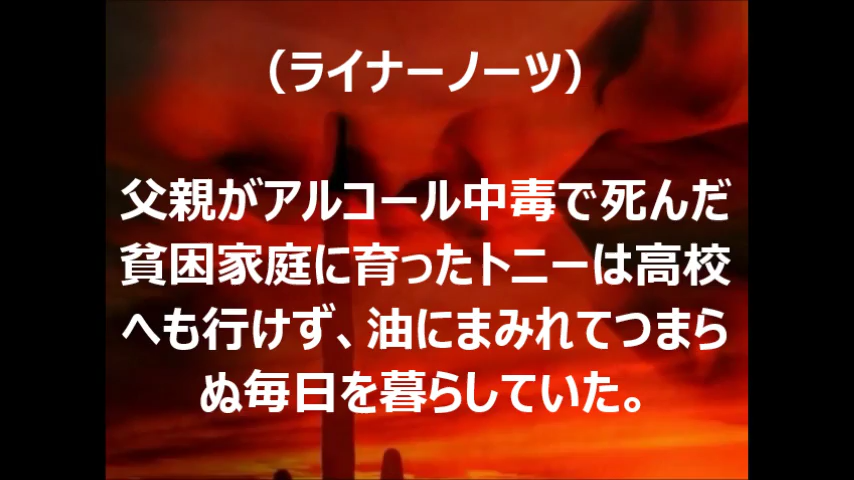 （ライナーノーツ）
父親がアルコール中毒で死んだ
貧困家庭に育ったトニーは高校
へも行けず、油にまみれてつまら
ぬ毎日を暮らしていた。